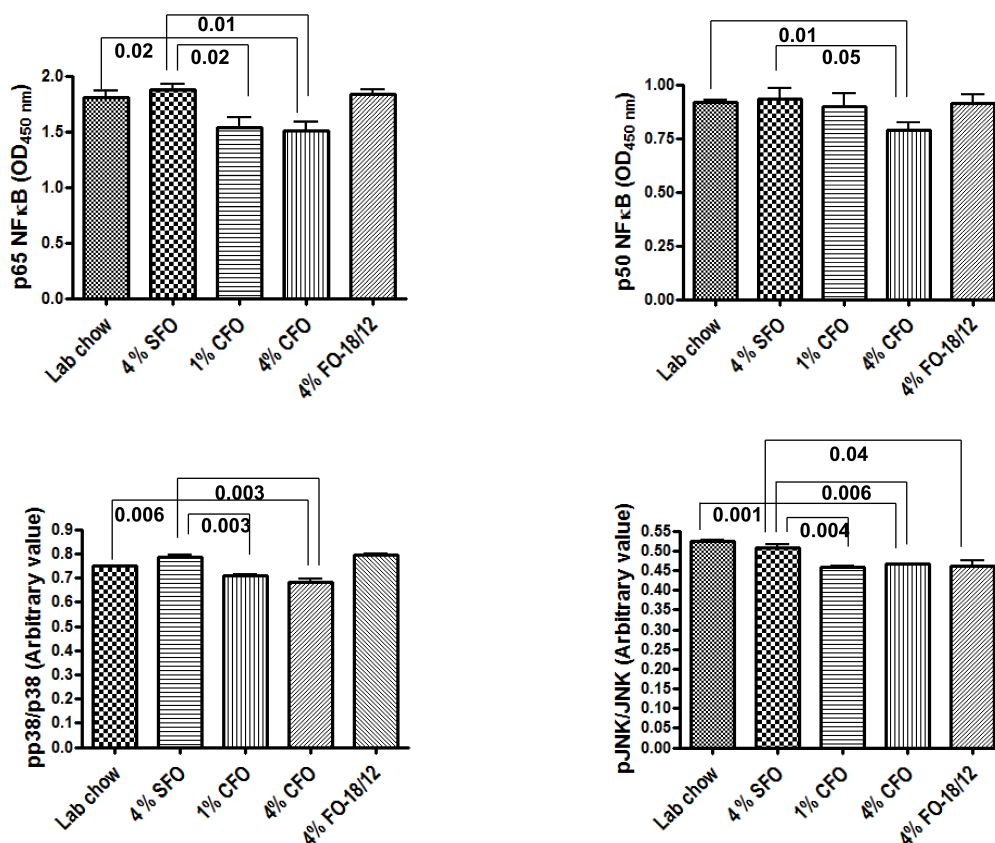 0.01
0.02
0.02
p65 NFκB (OD450 nm)
2.0
1.5
1.0
0.5
0.0
Lab chow
4 % SFO
1% CFO
4% CFO
4% FO-18/12
0.01
0.05
p50 NFκB (OD450 nm)
1.00
0.75
0.50
0.25
0.00
Lab chow
4 % SFO
1% CFO
4% CFO
4% FO-18/12
0.003
0.006
0.003
pp38/p38 (Arbitrary value)
0.9
0.8
0.7
0.6
0.5
0.4
0.3
0.2
0.1
0.0
Lab chow
4 % SFO
1% CFO
4% CFO
4% FO-18/12
0.04
0.006
0.001
0.004
pJNK/JNK (Arbitrary value)
0.55
0.50
0.45
0.40
0.35
0.30
0.25
0.20
0.15
0.10
0.05
0.00
Lab chow
4 % SFO
1% CFO
4% CFO
4% FO-18/12